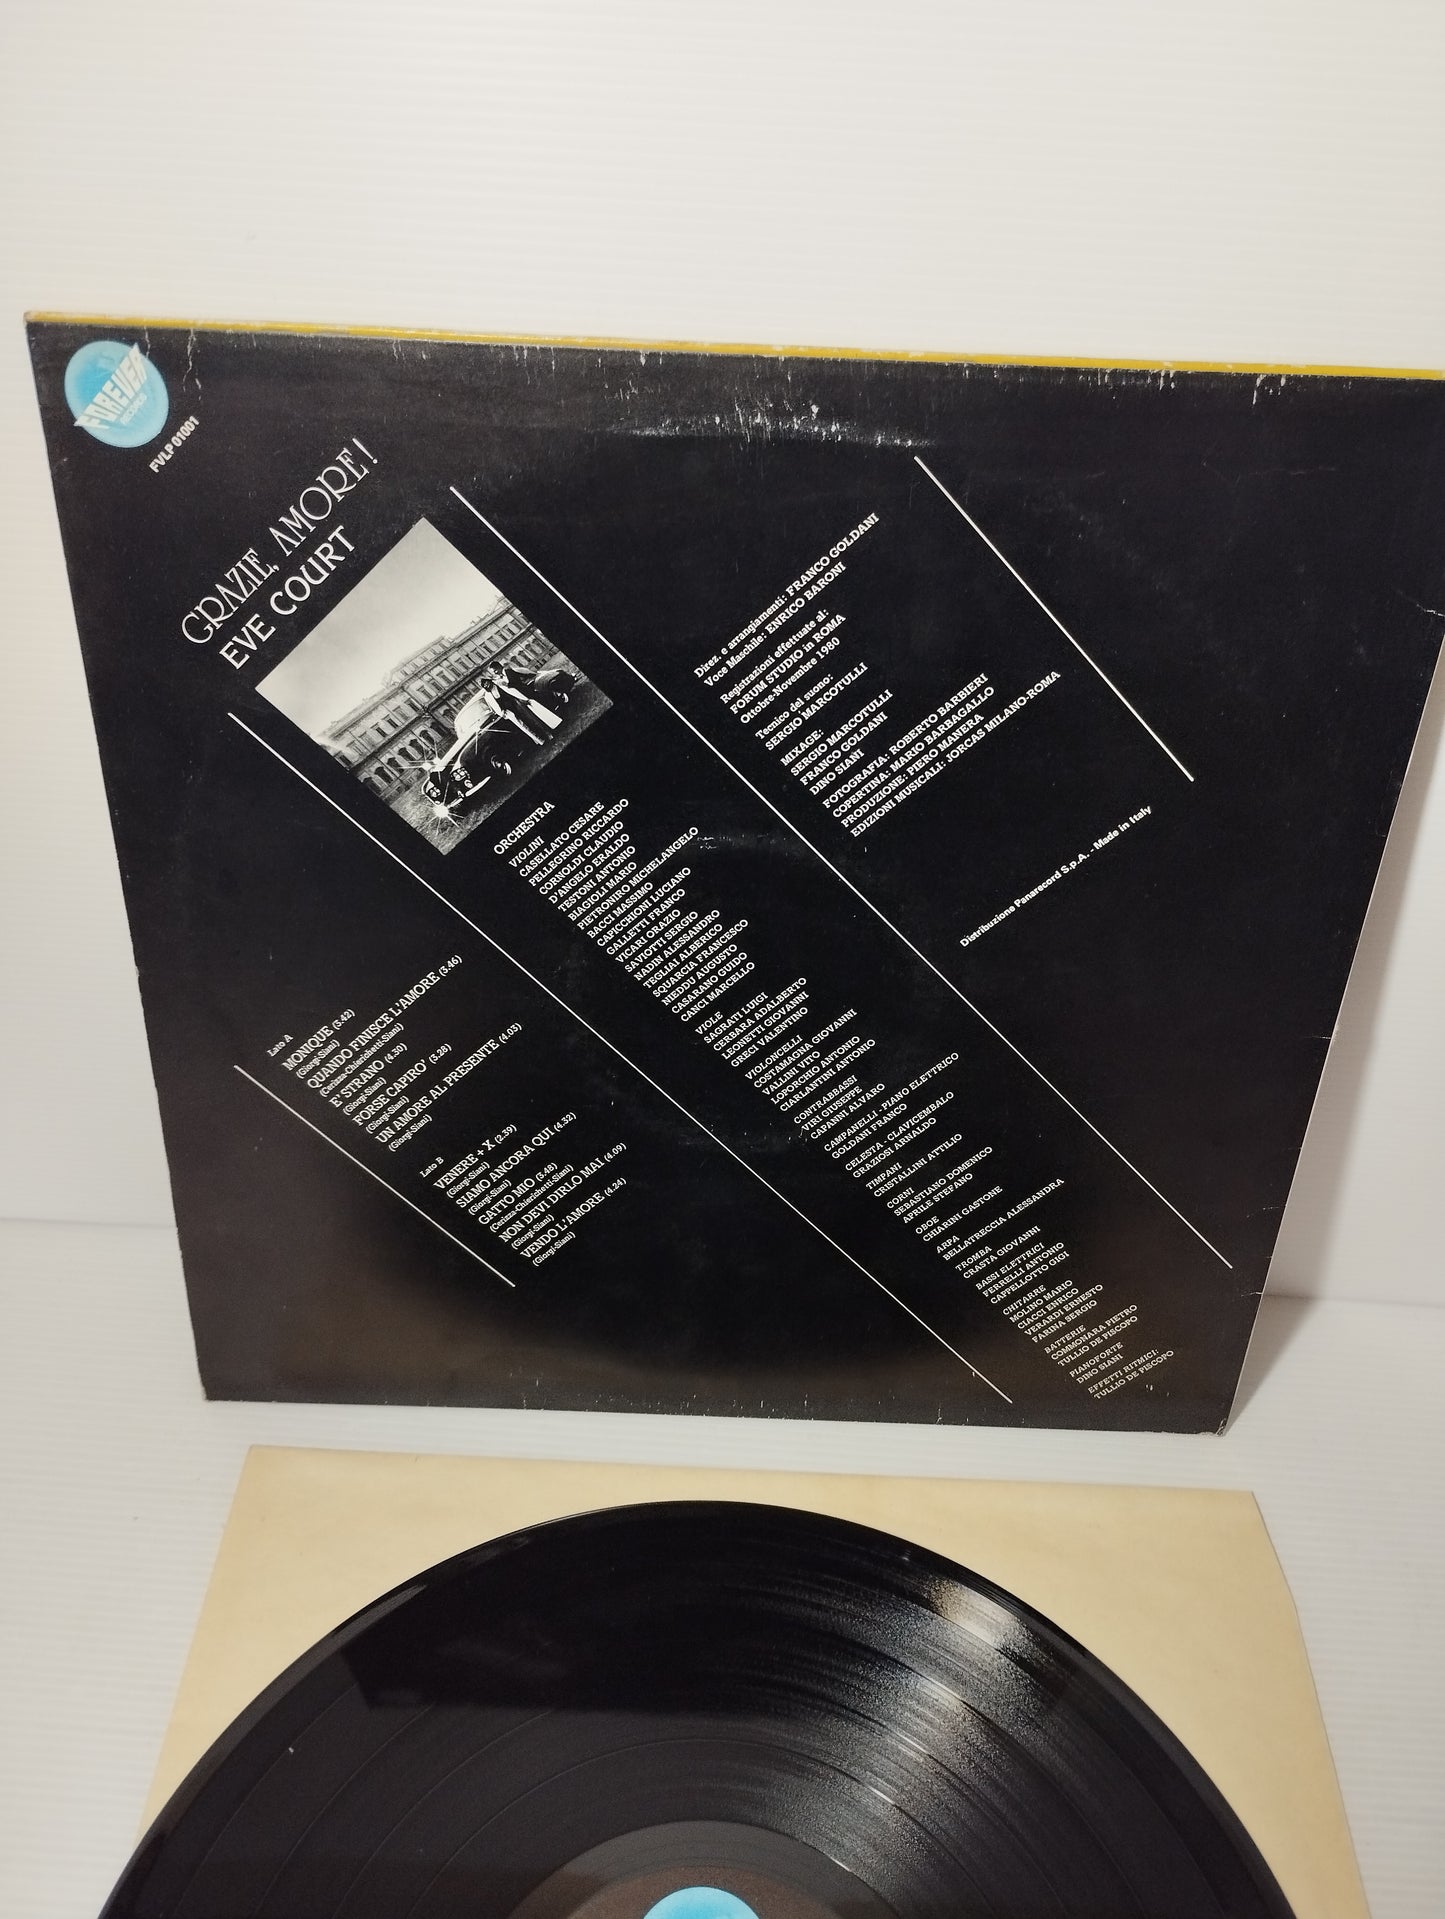 FOREVER
RECORDS
FVLP 01001
GRAZIE, AMORE!
EVE COURT
Lato A
MONIQUE (3.42)
(Giorgi-Siani)
QUANDO FINISCE L'AMORE (3.46)
(Cerizza-Chierichetti-Siani)
E' STRANO (4.30)
(Giorgi-Siani)
FORSE CAPIRO' (3.28)
(Giorgi-Siani)
UN AMORE AL PRESENTE (4.03)
(Giorgi-Siani)
Lato B
VENERE + X (2.39)
(Giorgi-Siani)
SIAMO ANCORA QUI (4.32)
(Giorgi-Siani)
GATTO MIO (3.48)
(Cerizza-Chierichetti-Siani)
NON DEVI DIRLO MAI (4.09)
(Giorgi-Siani)
VENDO L'AMORE (4.24)
(Giorgi-Siani)
ORCHESTRA
VIOLINI
CASELLATO CESARE
PELLEGRINO RICCARDO
CORNOLDI CLAUDIO
D'ANGELO ERALDO
TESTONI ANTONIO
BIAGIOLI MARIO
PIETRONIRO MICHELANGELO
BACCI MASSIMO
CAPICCHIONI LUCIANO
GALLETTI FRANCO
VICARI ORAZIO
SAVIOTTI SERGIO
NADIN ALESSANDRO
TEGLIAI ALBERICO
SQUARCIA FRANCESCO
NIEDDU AUGUSTO
CASARANO GUIDO
CANCI MARCELLO
VIOLE
SAGRATI LUIGI
CERBARA ADALBERTO
LEONETTI GIOVANNI
GRECI VALENTINO
VIOLONCELLI
COSTAMAGNA GIOVANNI
VALLINI VITO
LOPORCHIO ANTONIO
CIARLANTINI ANTONIO
CONTRABBASSI
VIRI GIUSEPPE
CAPANNI ALVARO
CAMPANELLI - PIANO ELETTRICO
GOLDANI FRANCO
CELESTA - CLAVICEMBALO
GRAZIOSI ARNALDO
TIMPANI
CRISTALLINI ATTILIO
CORNI
SEBASTIANO DOMENICO
APRILE STEFANO
OBOE
CHIARINI GASTONE
ARPA
BELLATRECCIA ALESSANDRA
TROMBA
CRASTA GIOVANNI
BASSI ELETTRICI
FERRELLI ANTONIO
CAPPELLOTTO GIGI
CHITARRE
MOLINO MARIO
CIACCI ENRICO
VERARDI ERNESTO
FARINA SERGIO
BATTERIE
COMMONARA PIETRO
TULLIO DE PISCOPO
PIANOFORTE
DINO SIANI
EFFETTI RITMICI:
TULLIO DE PISCOPO
Direz. e arrangiamenti: FRANCO GOLDANI
Voce Maschile: ENRICO BARONI
Registrazioni effettuate al:
FORUM STUDIO in ROMA
Ottobre-Novembre 1980
Tecnico del suono:
SERGIO MARCOTULLI
MIXAGE:
SERGIO MARCOTULLI
FRANCO GOLDANI
DINO SIANI
FOTOGRAFIA: ROBERTO BARBIERI
COPERTINA: MARIO BARBAGALLO
PRODUZIONE: PIERO MANERA
EDIZIONI MUSICALI: JORCAS MILANO-ROMA
Distribuzione Panarecord S.p.A. - Made in Italy